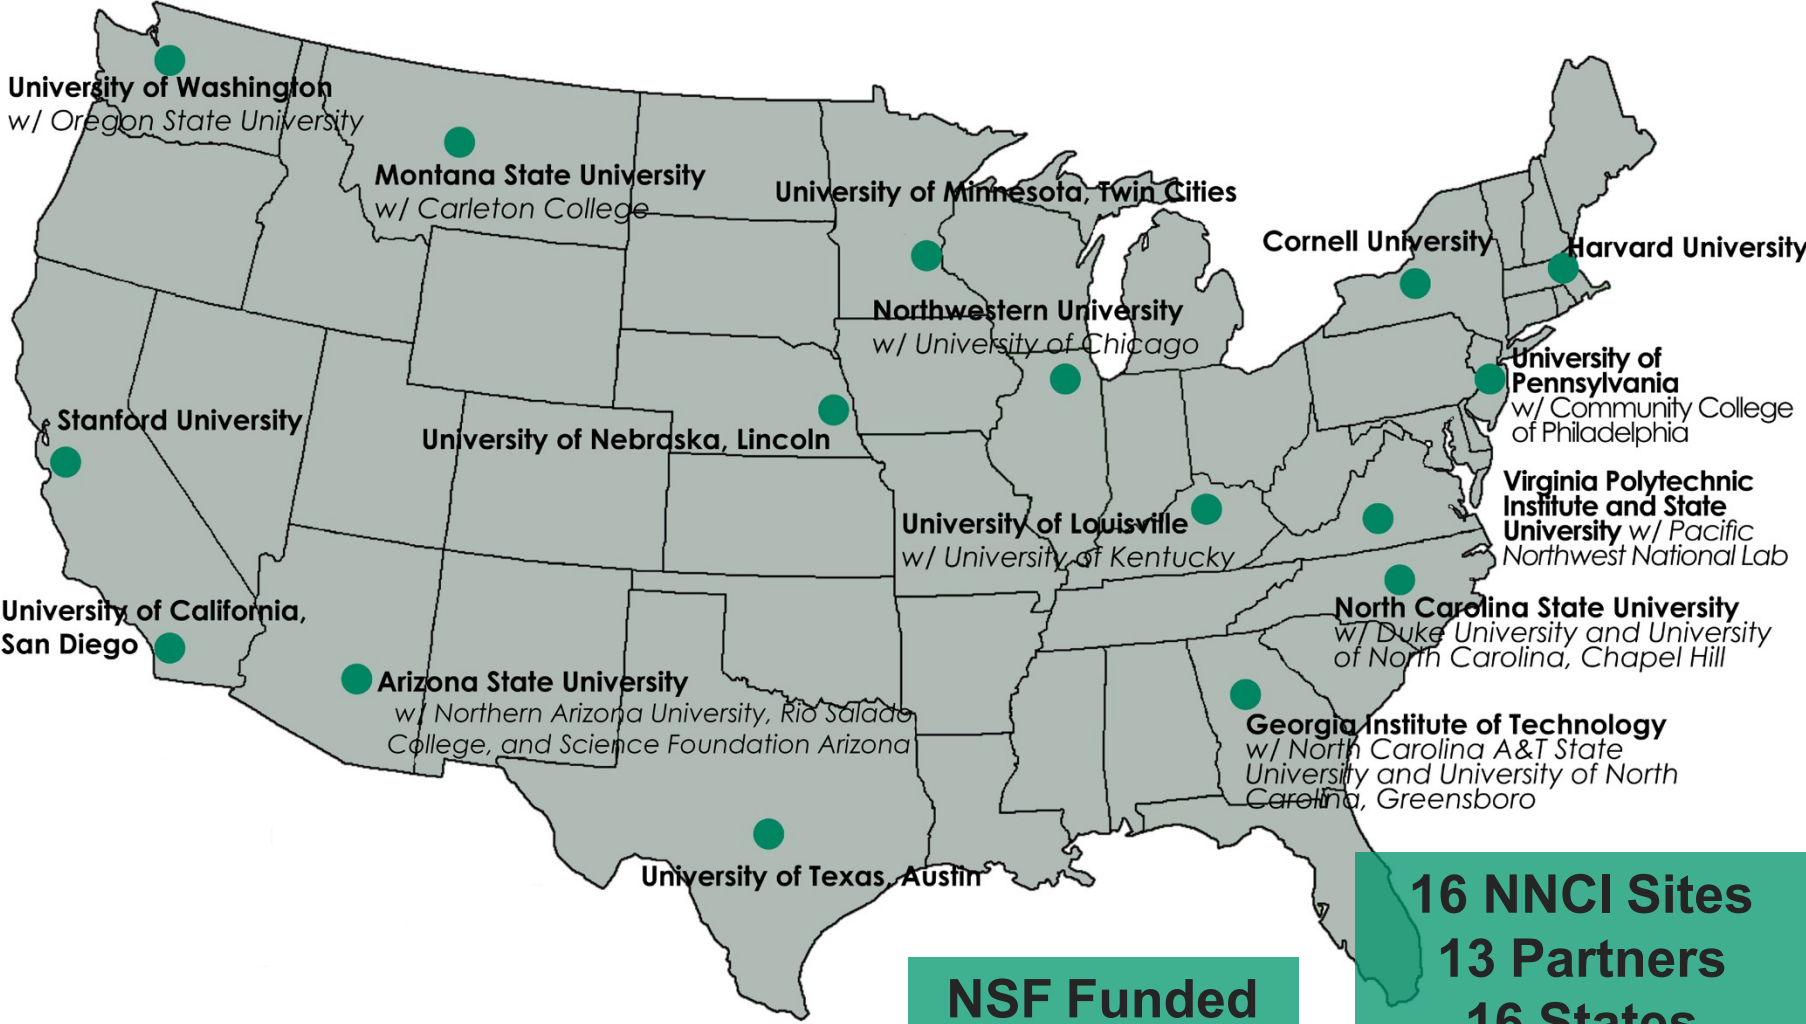 University of Washington
w/ Oregon State University
Montana State University
w/ Carleton College
University of Minnesota, Twin Cities
Cornell University
Harvard University
Northwestern University
w/ University of Chicago
University of
Pennsylvania
w/ Community College
of Philadelphia
Stanford University
University of Nebraska, Lincoln
Virginia Polytechnic
Institute and State
University w/ Pacific
Northwest National Lab
University of Louisville
w/ University of Kentucky
University of California,
San Diego
North Carolina State University
w/ Duke University and University
of North Carolina, Chapel Hill
Arizona State University
w/ Northern Arizona University, Rio Salado
College, and Science Foundation Arizona
Georgia Institute of Technology
w/ North Carolina A&T State
University and University of North
Carolina, Greensboro
University of Texas, Austin
16 NNCI Sites
13 Partners
16 States
NSF Funded